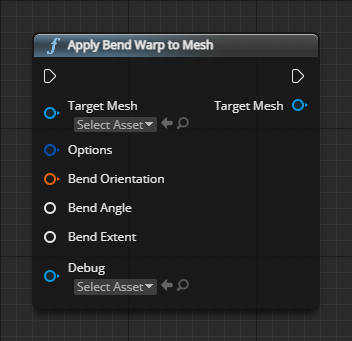 Apply Bend Warp to Mesh
Target Mesh Target Mesh
Select Asset
Options
Bend Orientation
Bend Angle
Bend Extent
Debug
Select Asset